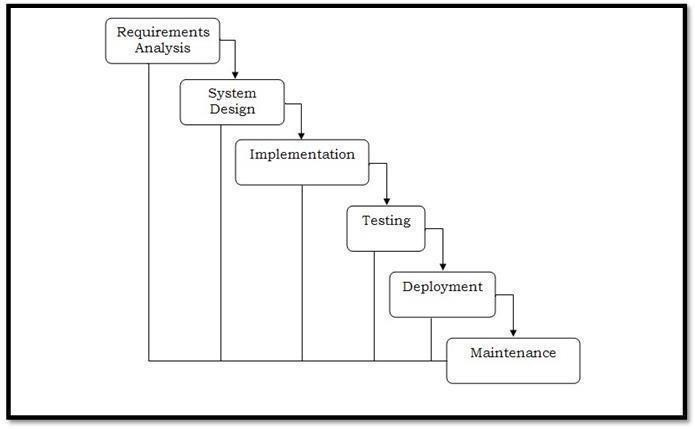 Requirements
Analysis
System
Design
Implementation
Testing
Deployment
Maintenance